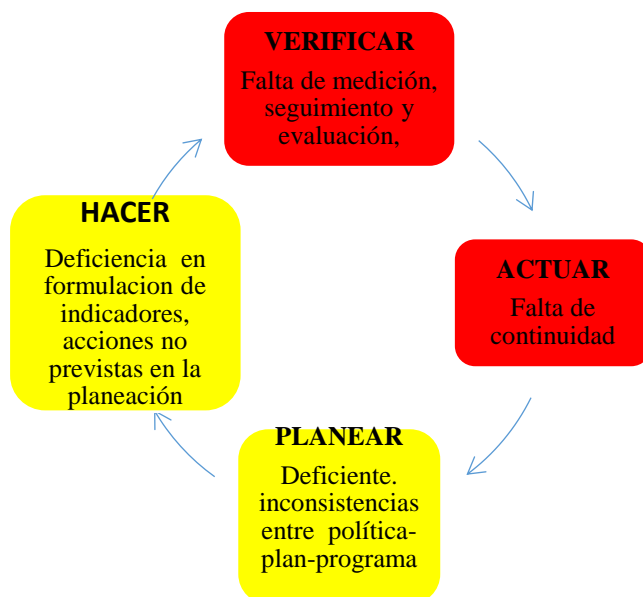 VERIFICAR
Falta de medición,
seguimiento y
evaluación,
HACER
Deficiencia en
formulacion de
indicadores,
acciones no
previstas en la
planeación
ACTUAR
Falta de
continuidad
PLANEAR
Deficiente.
inconsistencias
entre política-
plan-programa